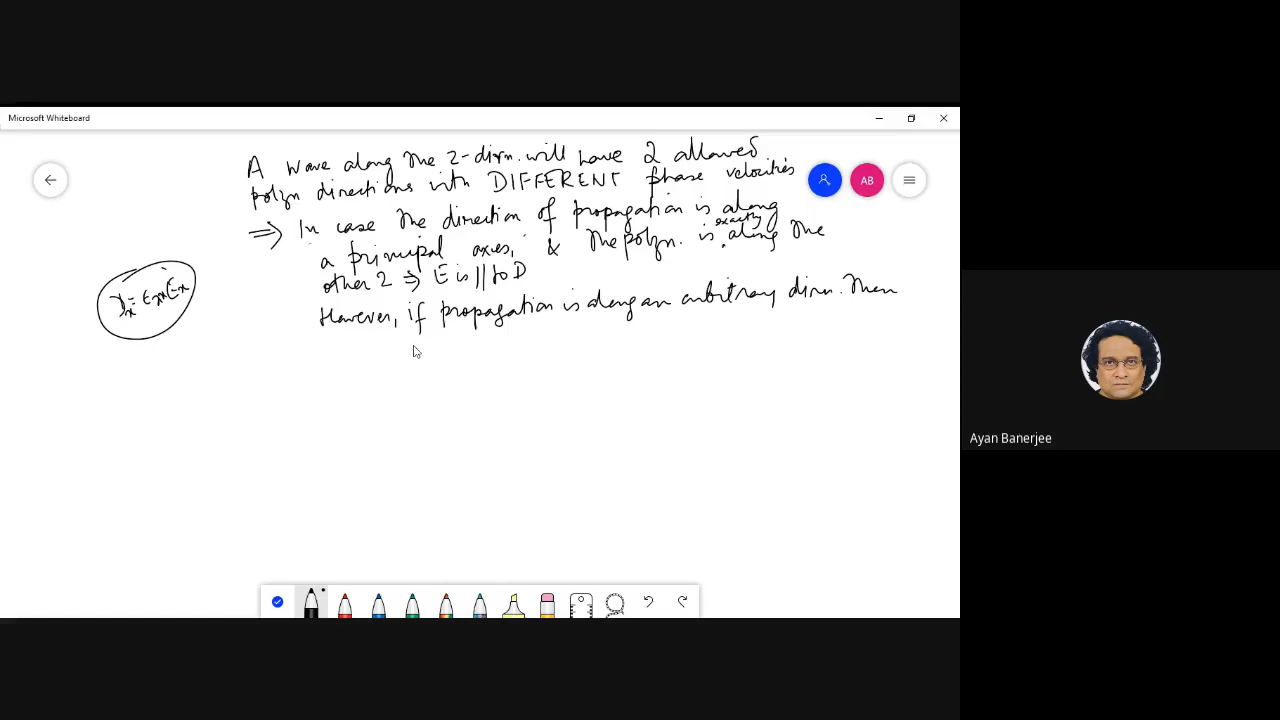 Microsoft Whiteboard
A wave along the z-dirn. will have 2 allowed
polzn directions with DIFFERENT phase velocities
AB
⇒ In case the direction of propagation is along
a principal axes, & the polzn. is exactly along the
other 2 ⇒ E is || to D
However, if propagation is along an arbitrary dirn. then
Dx = Exx Ex
Ayan Banerjee